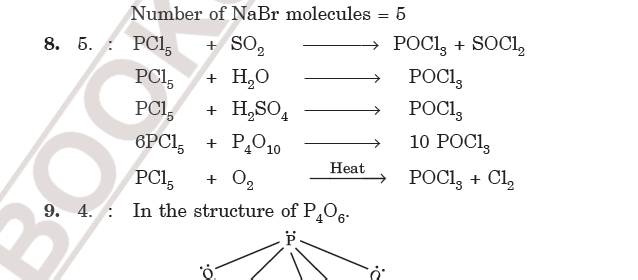 Number of NaBr molecules = 5
8. 5. : PCl₅ + SO₂ ⟶ POCl₃ + SOCl₂
PCl₅ + H₂O ⟶ POCl₃
PCl₅ + H₂SO₄ ⟶ POCl₃
6PCl₅ + P₄O₁₀ ⟶ 10 POCl₃
Heat
PCl₅ + O₂ ⟶ POCl₃ + Cl₂
9. 4. : In the structure of P₄O₆.
P
O O